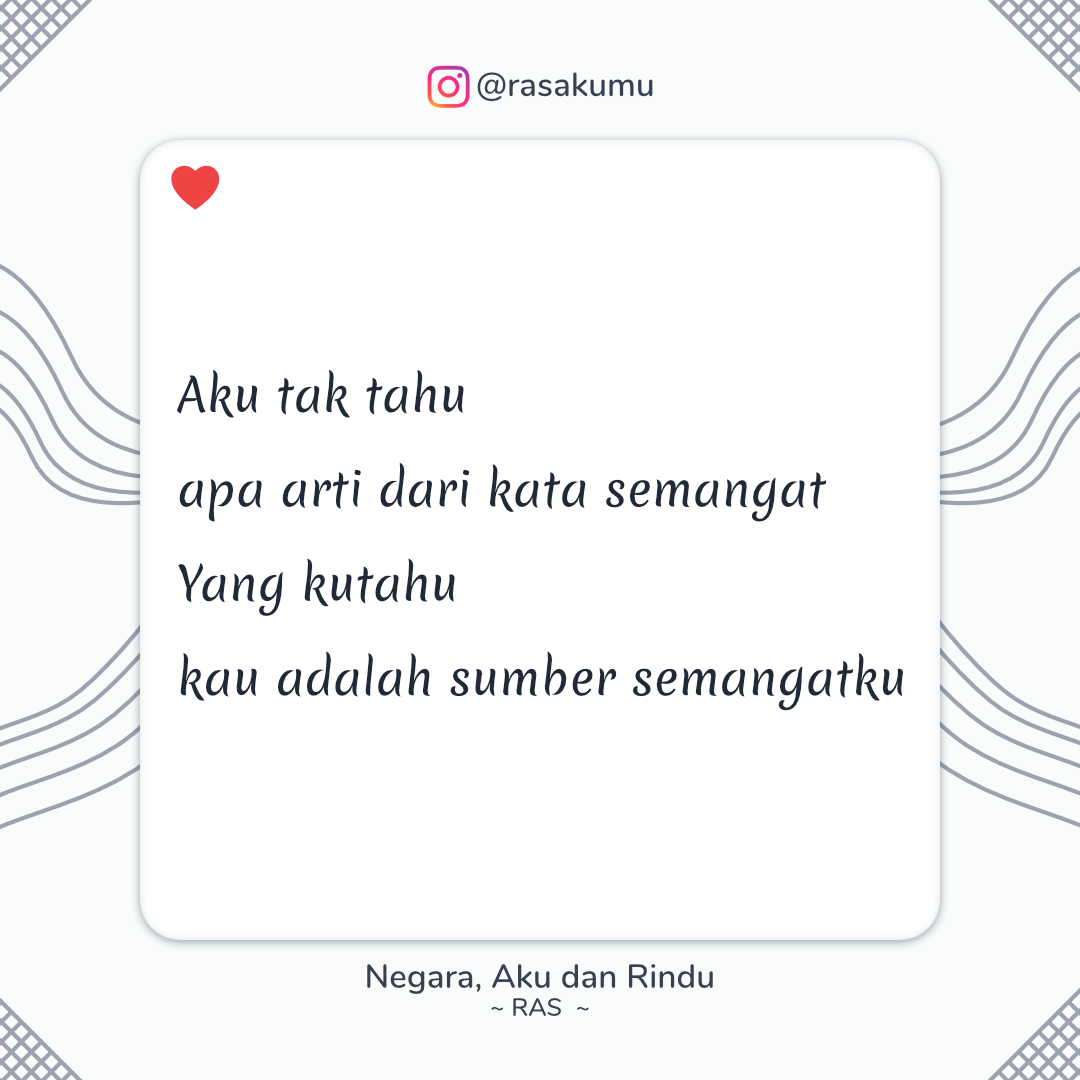 @rasakumu
Aku tak tahu
apa arti dari kata semangat
Yang kutahu
kau adalah sumber semangatku
Negara, Aku dan Rindu
~ RAS ~